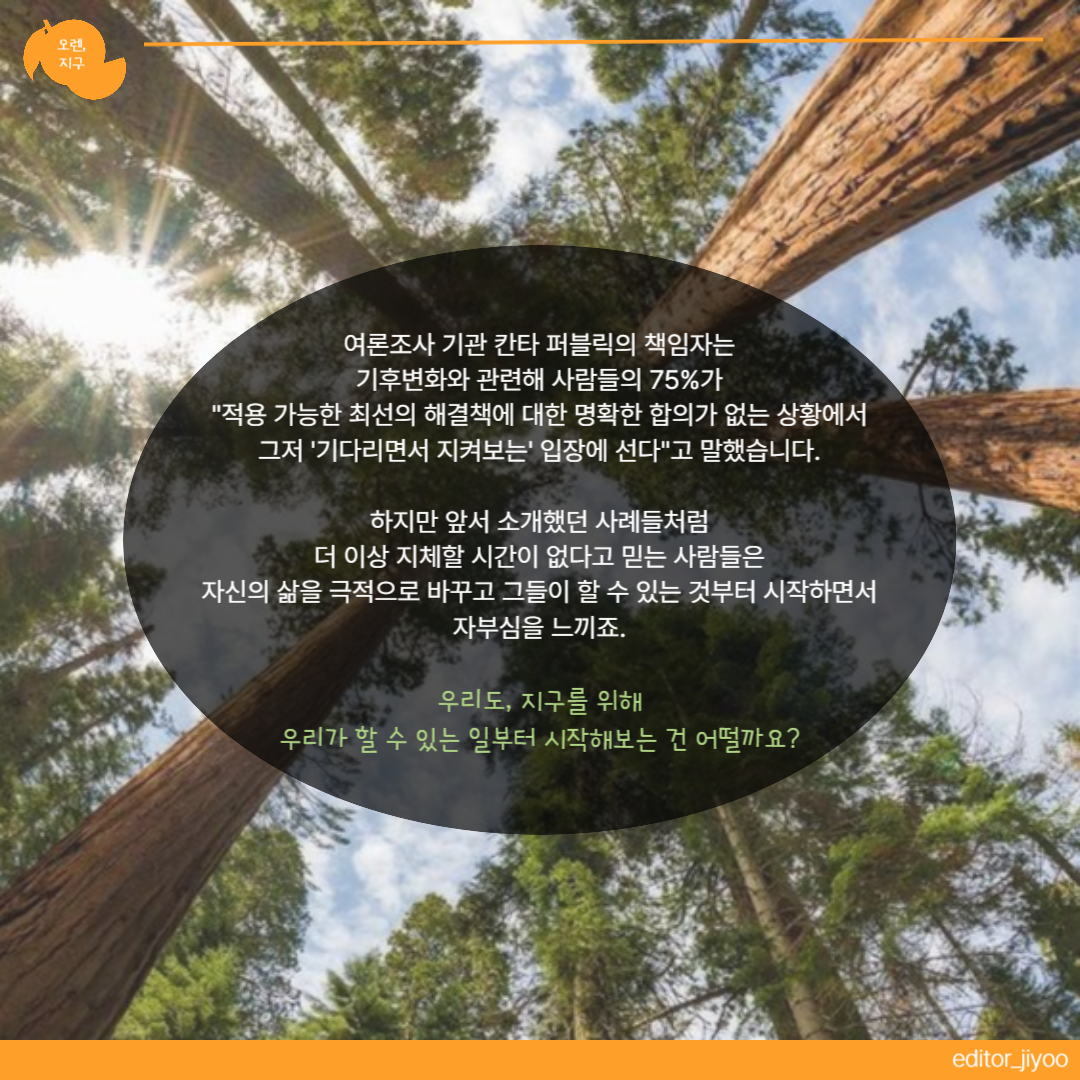 오렌,
지구
여론조사 기관 칸타 퍼블릭의 책임자는
기후변화와 관련해 사람들의 75%가
"적용 가능한 최선의 해결책에 대한 명확한 합의가 없는 상황에서
그저 '기다리면서 지켜보는' 입장에 선다"고 말했습니다.
하지만 앞서 소개했던 사례들처럼
더 이상 지체할 시간이 없다고 믿는 사람들은
자신의 삶을 극적으로 바꾸고 그들이 할 수 있는 것부터 시작하면서
자부심을 느끼죠.
우리도, 지구를 위해
우리가 할 수 있는 일부터 시작해보는 건 어떨까요?
editor_jiyoo